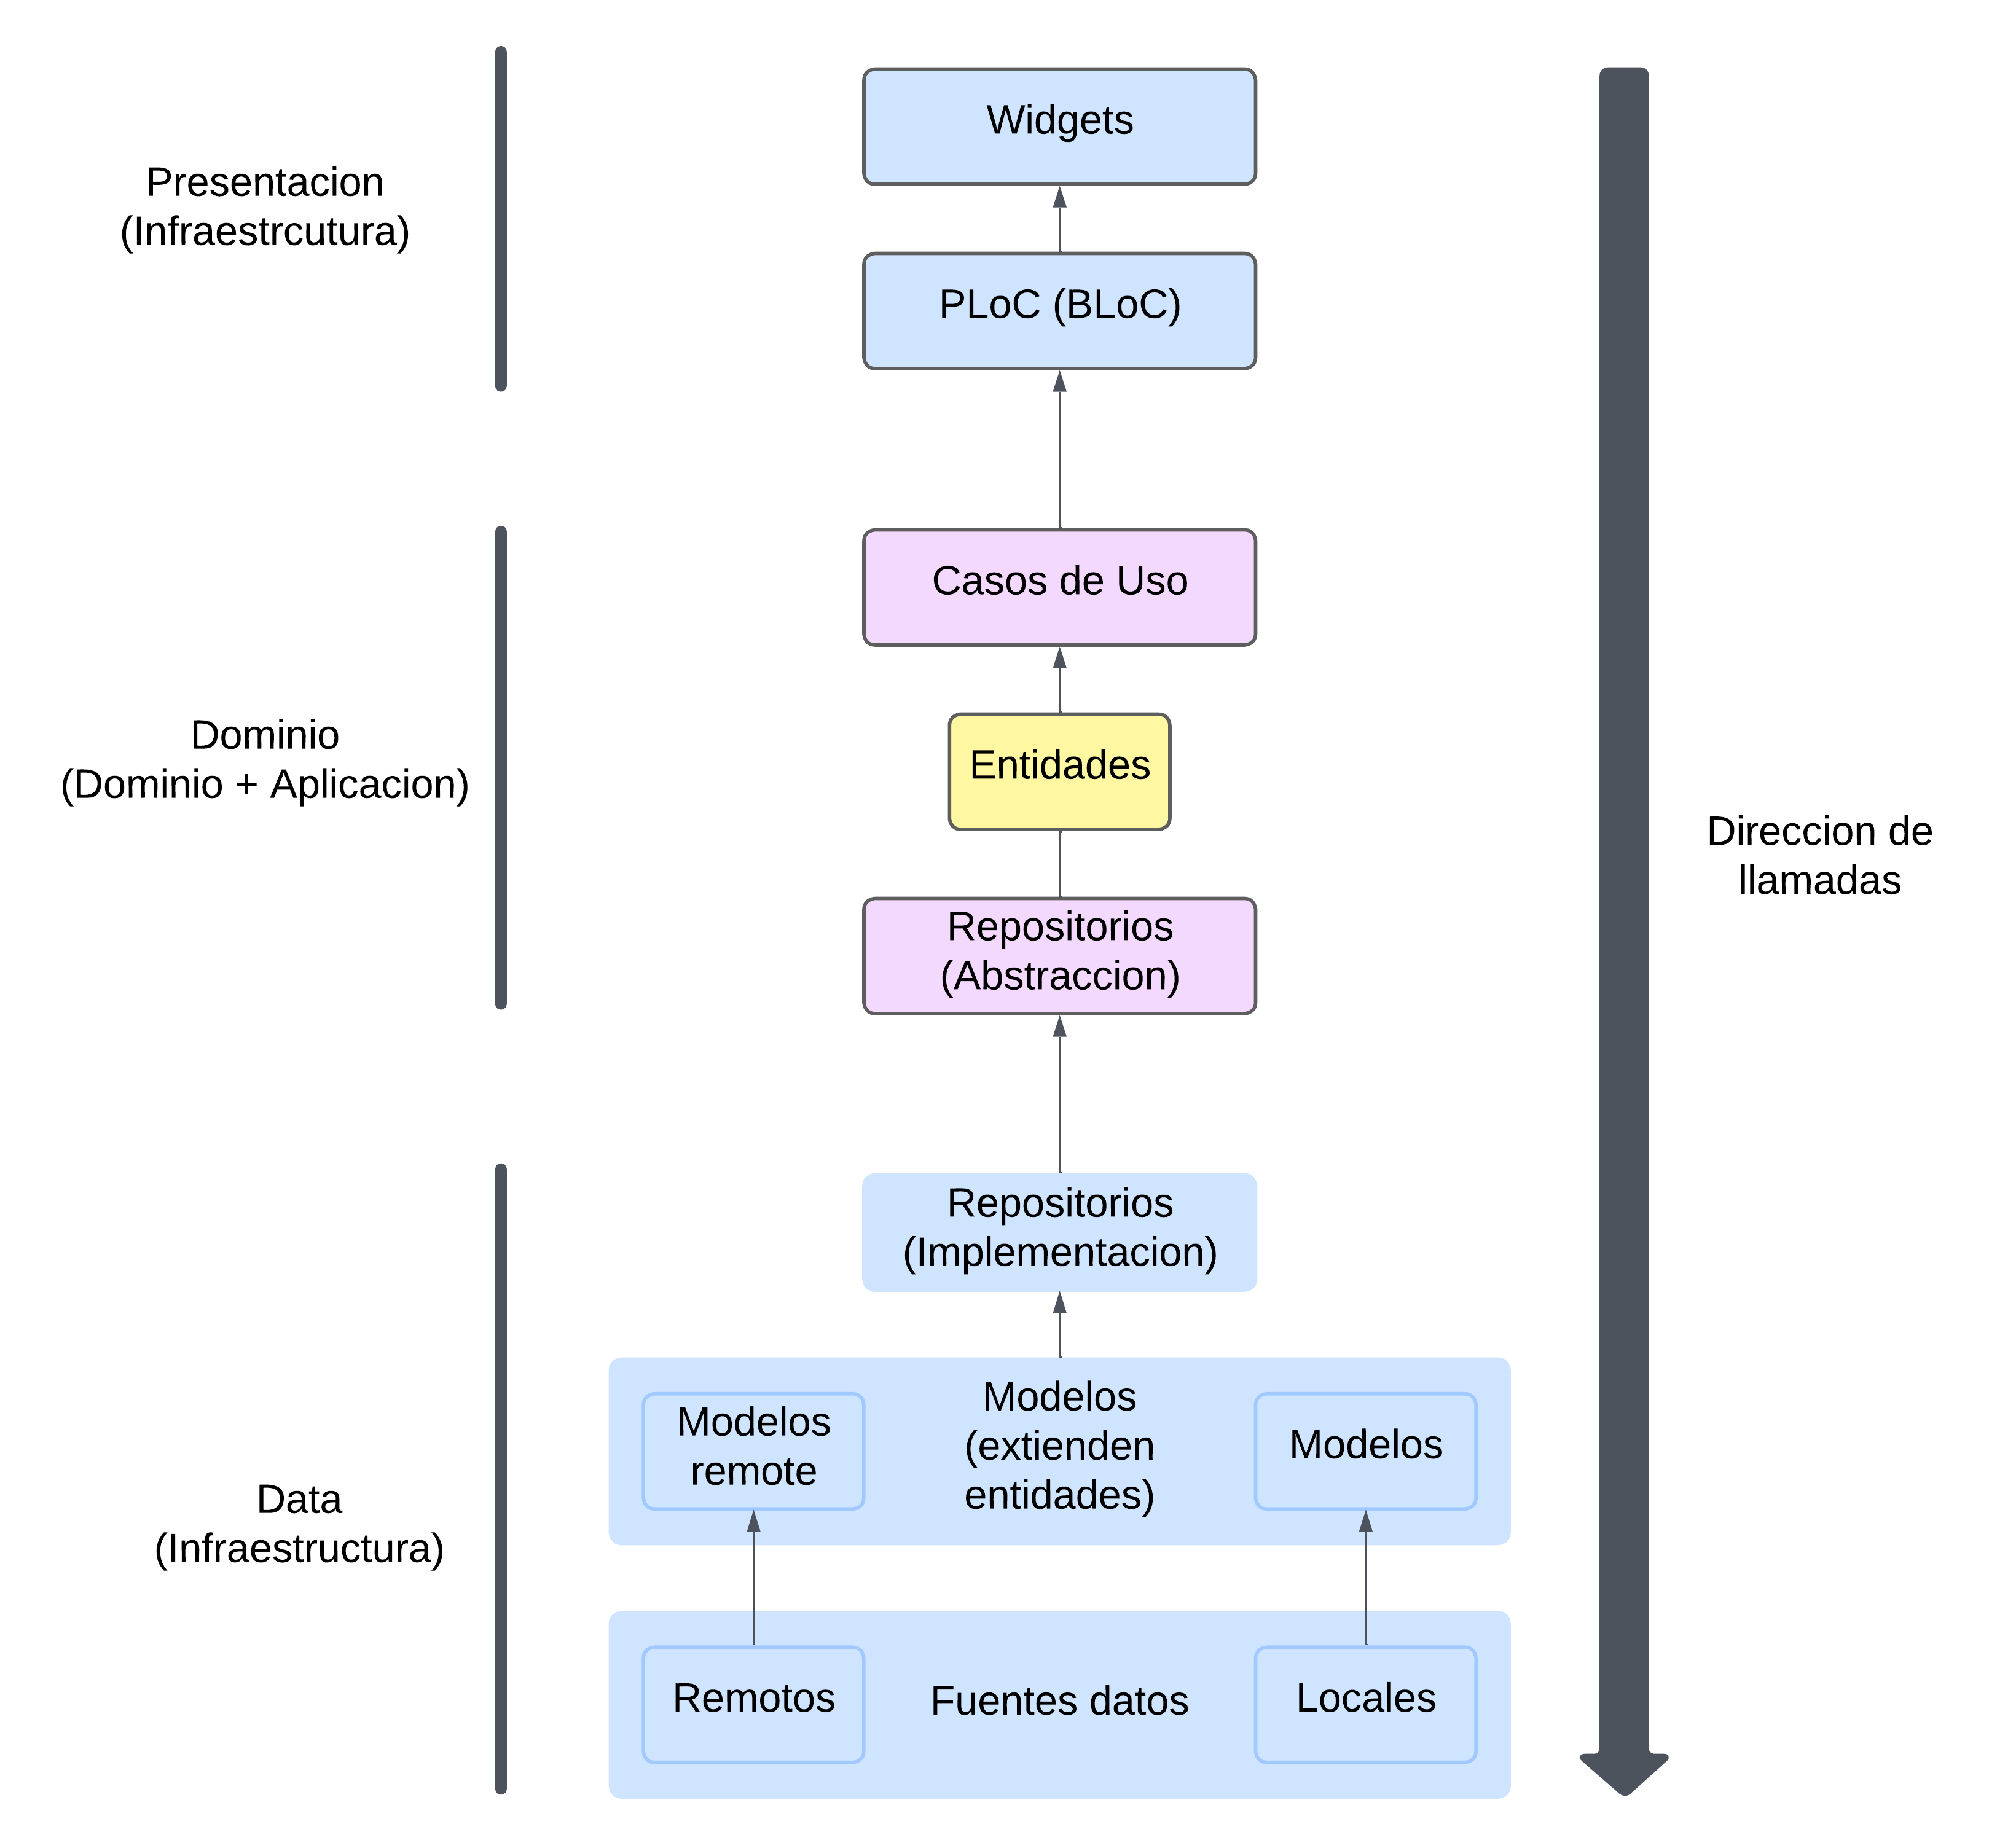 Widgets
Presentacion
(Infraestrcutura)
PLoC (BLoC)
Casos de Uso
Dominio
(Dominio + Aplicacion)
Entidades
Direccion de
llamadas
Repositorios
(Abstraccion)
Repositorios
(Implementacion)
Modelos
remote
Modelos
(extienden
entidades)
Modelos
Data
(Infraestructura)
Remotos
Fuentes datos
Locales